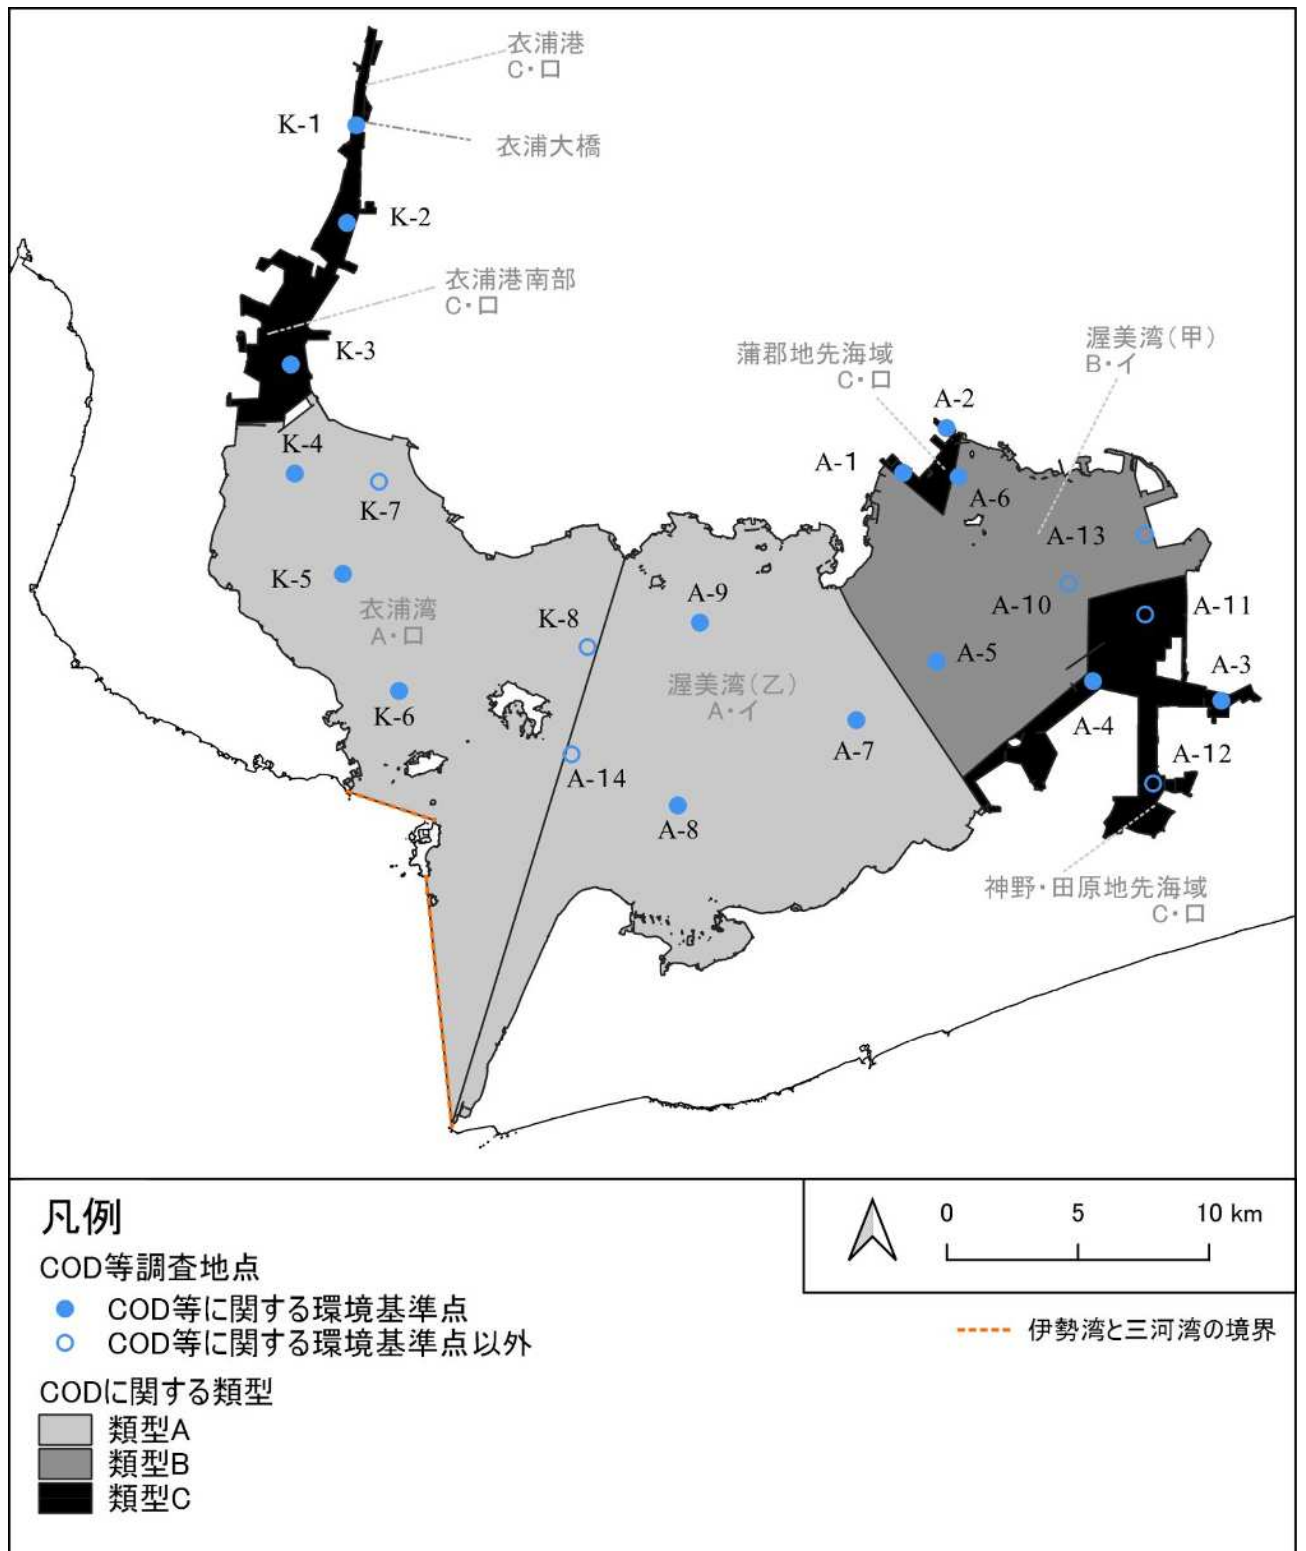 衣浦港
C・ロ
K-1
衣浦大橋
K-2
衣浦港南部
C・ロ
K-3
渥美湾(甲)
B・イ
蒲郡地先海域
C・ロ
A-2
K-4
A-1
K-7
A-6
A-13
K-5
A-9
A-10
A-11
衣浦湾
A・ロ
K-8
A-5
A-3
渥美湾(乙)
A・イ
K-6
A-4
A-7
A-12
A-14
A-8
神野・田原地先海域
C・ロ
凡例
COD等調査地点
COD等に関する環境基準点
COD等に関する環境基準点以外
CODに関する類型
類型A
類型B
類型C
0 5 10 km
伊勢湾と三河湾の境界